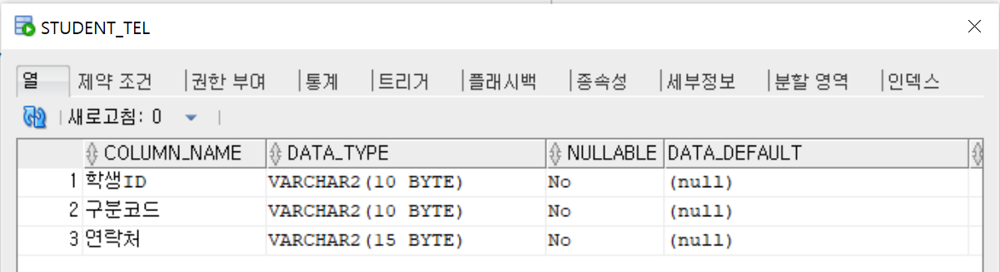 STUDENT_TEL
열 제약 조건 권한 부여 통계 트리거 플래시백 종속성 세부정보 분할 영역 인덱스
새로고침: 0
COLUMN_NAME DATA_TYPE NULLABLE DATA_DEFAULT
1 학생ID VARCHAR2(10 BYTE) No (null)
2 구분코드 VARCHAR2(10 BYTE) No (null)
3 연락처 VARCHAR2(15 BYTE) No (null)